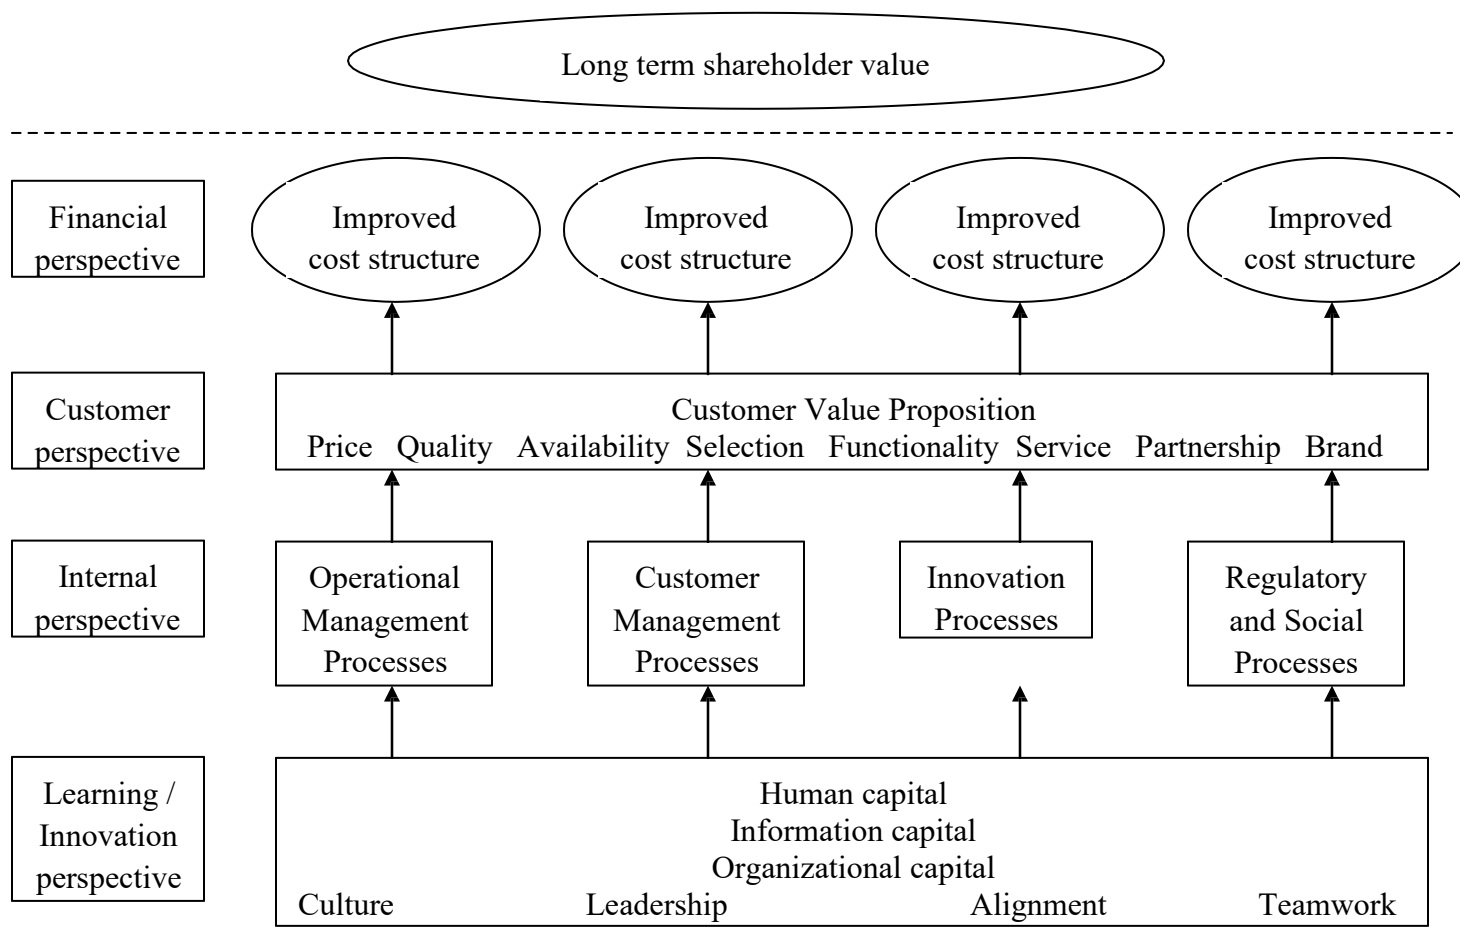 Long term shareholder value
Financial
perspective
Improved
cost structure
Improved
cost structure
Improved
cost structure
Improved
cost structure
Customer
perspective
Customer Value Proposition
Price Quality Availability Selection Functionality Service Partnership Brand
Internal
perspective
Operational
Management
Processes
Customer
Management
Processes
Innovation
Processes
Regulatory
and Social
Processes
Learning /
Innovation
perspective
Human capital
Information capital
Organizational capital
Culture Leadership Alignment Teamwork